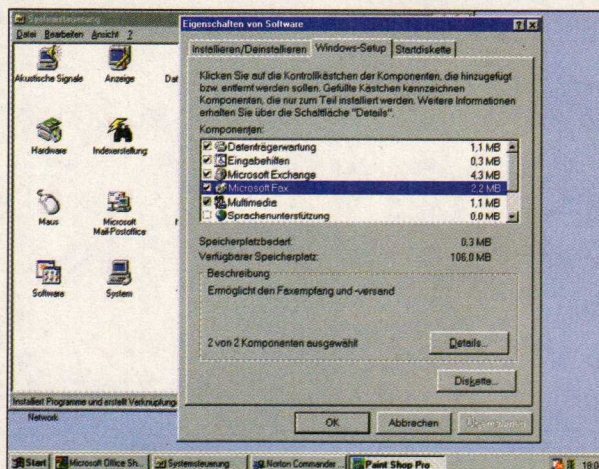 Systemsteuerung
Datei Bearbeiten Ansicht ?
Akustische Signale
Anzeige
Dat
Hardware
Indexerstellung
Maus
Microsoft Mail-Postoffice
Software
System
Installiert Programme und erstellt Verknüpfung
Network
Eigenschaften von Software
Installieren/Deinstallieren Windows-Setup Startdiskette
Klicken Sie auf die Kontrollkästchen der Komponenten, die hinzugefügt
bzw. entfernt werden sollen. Gefüllte Kästchen kennzeichnen
Komponenten, die nur zum Teil installiert werden. Weitere Informationen
erhalten Sie über die Schaltfläche "Details".
Komponenten:
Datenträgerwartung 1,1 MB
Eingabehilfen 0,3 MB
Microsoft Exchange 4,3 MB
Microsoft Fax 2,2 MB
Multimedia 1,1 MB
Sprachenunterstützung 0,0 MB
Speicherplatzbedarf: 0,3 MB
Verfügbarer Speicherplatz: 106,0 MB
Beschreibung
Ermöglicht den Faxempfang und -versand
2 von 2 Komponenten ausgewählt
Details...
Diskette...
OK Abbrechen Übernehmen
Start Microsoft Office Sh... Systemsteuerung Norton Commander ... Paint Shop Pro